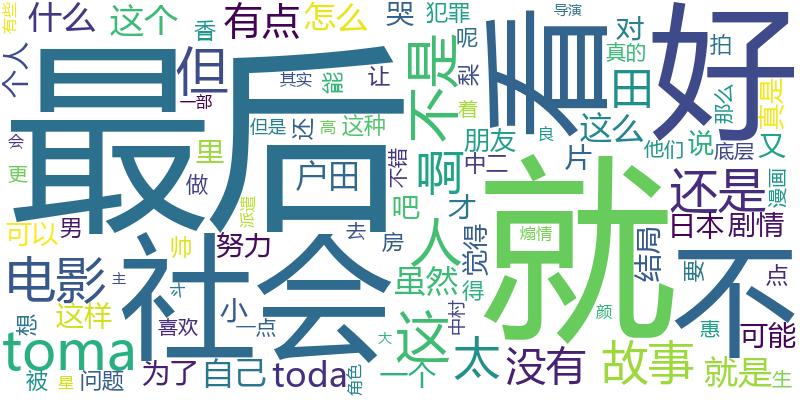 最后
看
好
就
社会
不
不是
哥
人
但
有点
什么
这个
怎么
哭
犯罪
导演
有些
香
个人
呢
对
真的
拍
那么
真是
让
能
其实
一部
但是
还
高
这种
里
户田
会
更
做
派遣
不错
着
梨
田
这么
朋友
良
中二
片
他们
说
底层
又
漫画
还是
日本
剧情
吧
才
房
去
觉得
煽情
结局
要
点
惠
可能
可以
男
帅
努力
主
斗
电影
虽然
得
中村
颜
想
这样
喜欢
小
一点
这
太
没有
故事
就是
生
大
toma
被
星
问题
为了
自己
toda
角色
一个